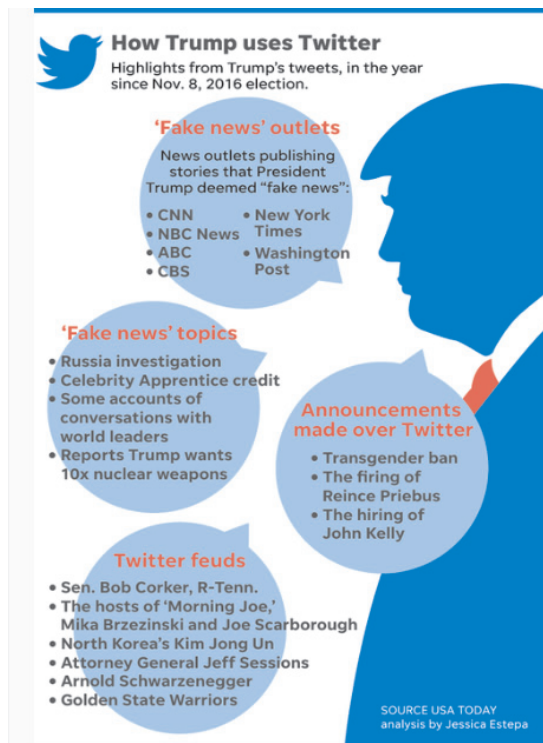 How Trump uses Twitter
Highlights from Trump's tweets, in the year
since Nov. 8, 2016 election.
'Fake news' outlets
News outlets publishing
stories that President
Trump deemed "fake news":
• CNN
• NBC News
• ABC
• CBS
• New York
Times
• Washington
Post
'Fake news' topics
• Russia investigation
• Celebrity Apprentice credit
• Some accounts of
conversations with
world leaders
• Reports Trump wants
10x nuclear weapons
Announcements
made over Twitter
• Transgender ban
• The firing of
Reince Priebus
• The hiring of
John Kelly
Twitter feuds
• Sen. Bob Corker, R-Tenn.
• The hosts of 'Morning Joe,'
Mika Brzezinski and Joe Scarborough
• North Korea's Kim Jong Un
• Attorney General Jeff Sessions
• Arnold Schwarzenegger
• Golden State Warriors
SOURCE USA TODAY
analysis by Jessica Estepa